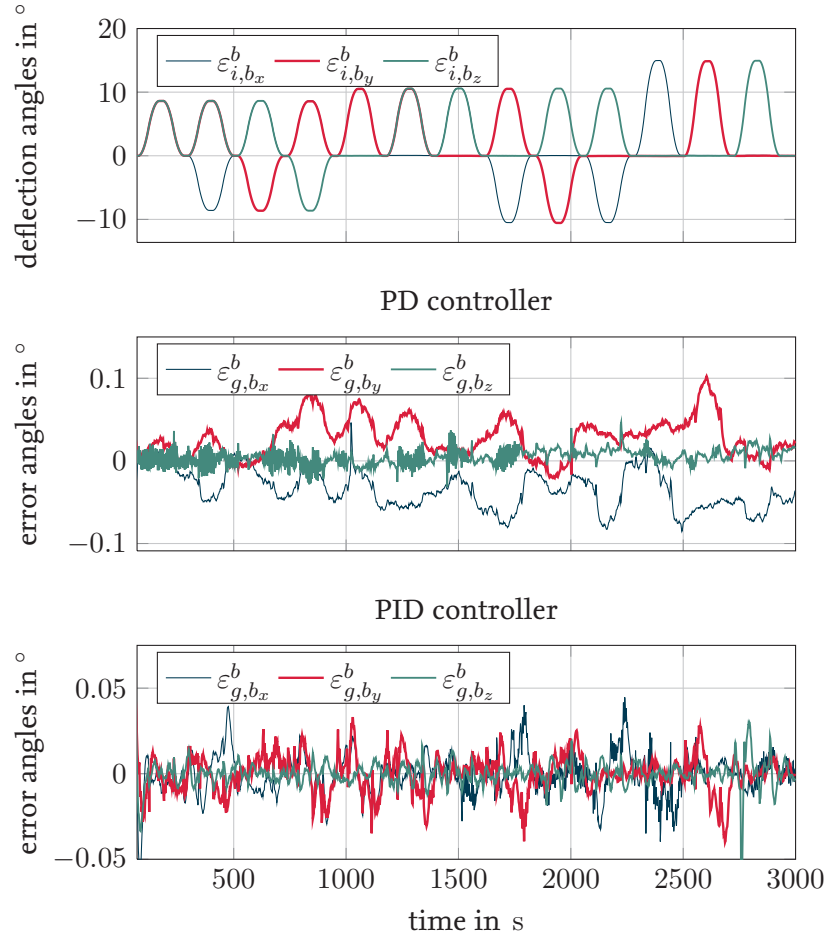 deflection angles in °
20
10
0
−10
ε^b_{i,b_x} ε^b_{i,b_y} ε^b_{i,b_z}
PD controller
error angles in °
0.1
0
−0.1
ε^b_{g,b_x} ε^b_{g,b_y} ε^b_{g,b_z}
PID controller
error angles in °
0.05
0
−0.05
ε^b_{g,b_x} ε^b_{g,b_y} ε^b_{g,b_z}
500 1000 1500 2000 2500 3000
time in s